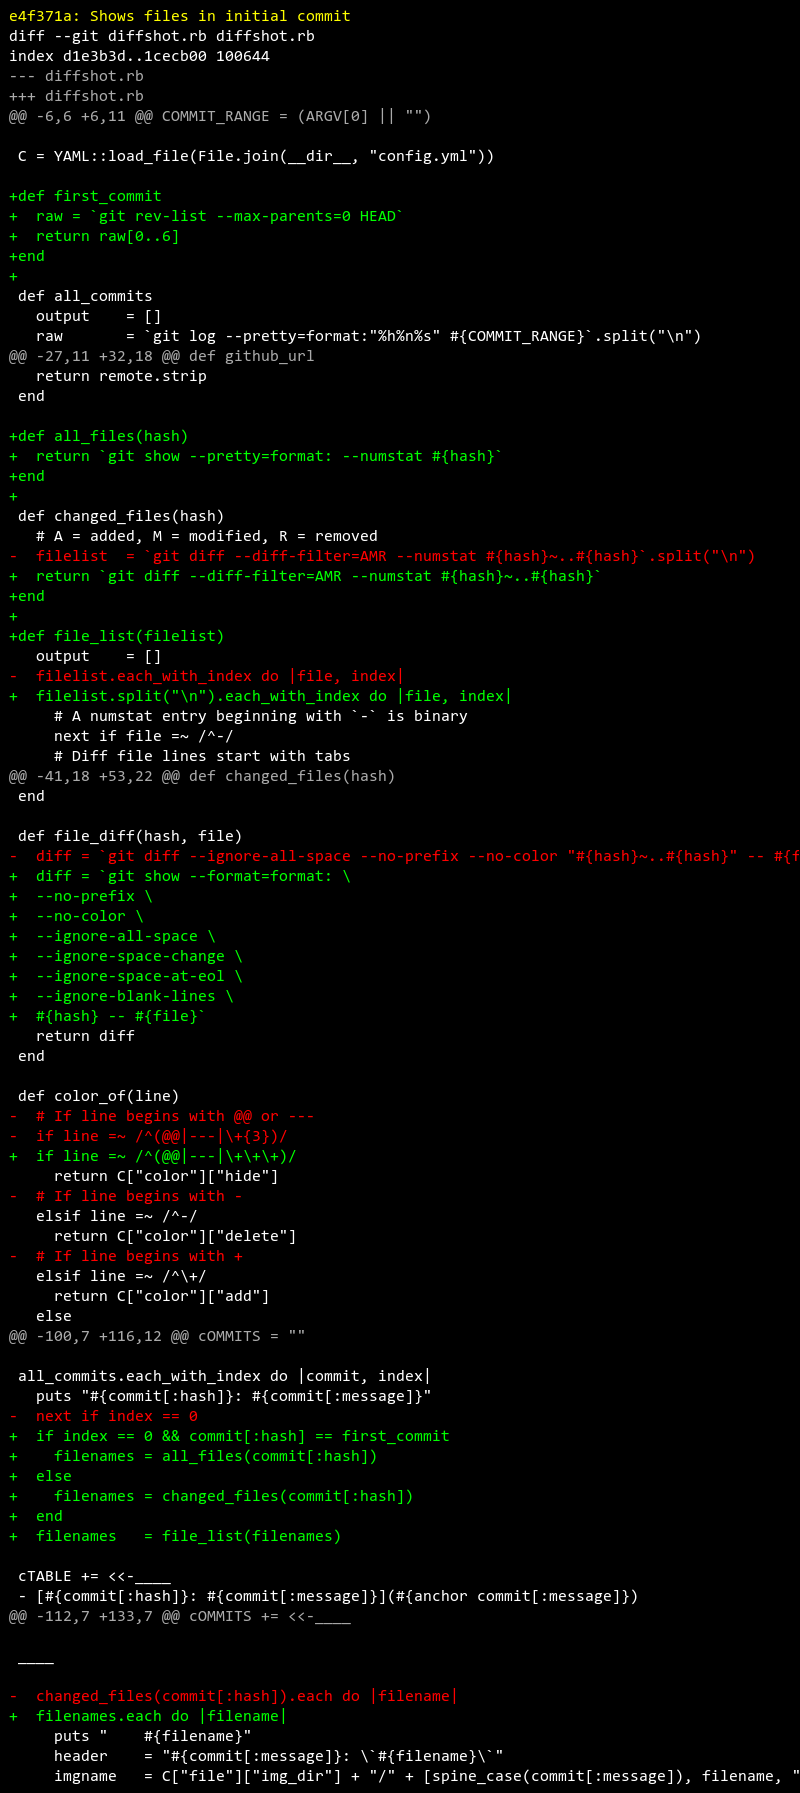 e4f371a: Shows files in initial commit
diff --git diffshot.rb diffshot.rb
index d1e3b3d..1cecb00 100644
--- diffshot.rb
+++ diffshot.rb
@@ -6,6 +6,11 @@ COMMIT_RANGE = (ARGV[0] || "")

 C = YAML::load_file(File.join(__dir__, "config.yml"))

+def first_commit
+  raw = `git rev-list --max-parents=0 HEAD`
+  return raw[0..6]
+end
+
 def all_commits
   output    = []
   raw       = `git log --pretty=format:"%h%n%s" #{COMMIT_RANGE}`.split("\n")
@@ -27,11 +32,18 @@ def github_url
   return remote.strip
 end

+def all_files(hash)
+  return `git show --pretty=format: --numstat #{hash}`
+end
+
 def changed_files(hash)
   # A = added, M = modified, R = removed
-  filelist  = `git diff --diff-filter=AMR --numstat #{hash}~..#{hash}`.split("\n")
+  return `git diff --diff-filter=AMR --numstat #{hash}~..#{hash}`
+end
+
+def file_list(filelist)
   output    = []
-  filelist.each_with_index do |file, index|
+  filelist.split("\n").each_with_index do |file, index|
     # A numstat entry beginning with `-` is binary
     next if file =~ /^-/
     # Diff file lines start with tabs
@@ -41,18 +53,22 @@ def changed_files(hash)
 end

 def file_diff(hash, file)
-  diff = `git diff --ignore-all-space --no-prefix --no-color "#{hash}~..#{hash}" -- #{f
+  diff = `git show --format=format: \
+  --no-prefix \
+  --no-color \
+  --ignore-all-space \
+  --ignore-space-change \
+  --ignore-space-at-eol \
+  --ignore-blank-lines \
+  #{hash} -- #{file}`
   return diff
 end

 def color_of(line)
-  # If line begins with @@ or ---
-  if line =~ /^(@@|---|\+{3})/
+  if line =~ /^(@@|---|\+\+\+)/
     return C["color"]["hide"]
-  # If line begins with -
   elsif line =~ /^-/
     return C["color"]["delete"]
-  # If line begins with +
   elsif line =~ /^\+/
     return C["color"]["add"]
   else
@@ -100,7 +116,12 @@ cOMMITS = ""

 all_commits.each_with_index do |commit, index|
   puts "#{commit[:hash]}: #{commit[:message]}"
-  next if index == 0
+  if index == 0 && commit[:hash] == first_commit
+    filenames = all_files(commit[:hash])
+  else
+    filenames = changed_files(commit[:hash])
+  end
+  filenames   = file_list(filenames)

 cTABLE += <<-____
 - [#{commit[:hash]}: #{commit[:message]}](#{anchor commit[:message]})
@@ -112,7 +133,7 @@ cOMMITS += <<-____

 ____

-  changed_files(commit[:hash]).each do |filename|
+  filenames.each do |filename|
     puts "    #{filename}"
     header    = "#{commit[:message]}: \`#{filename}\`"
     imgname   = C["file"]["img_dir"] + "/" + [spine_case(commit[:message]), filename, "